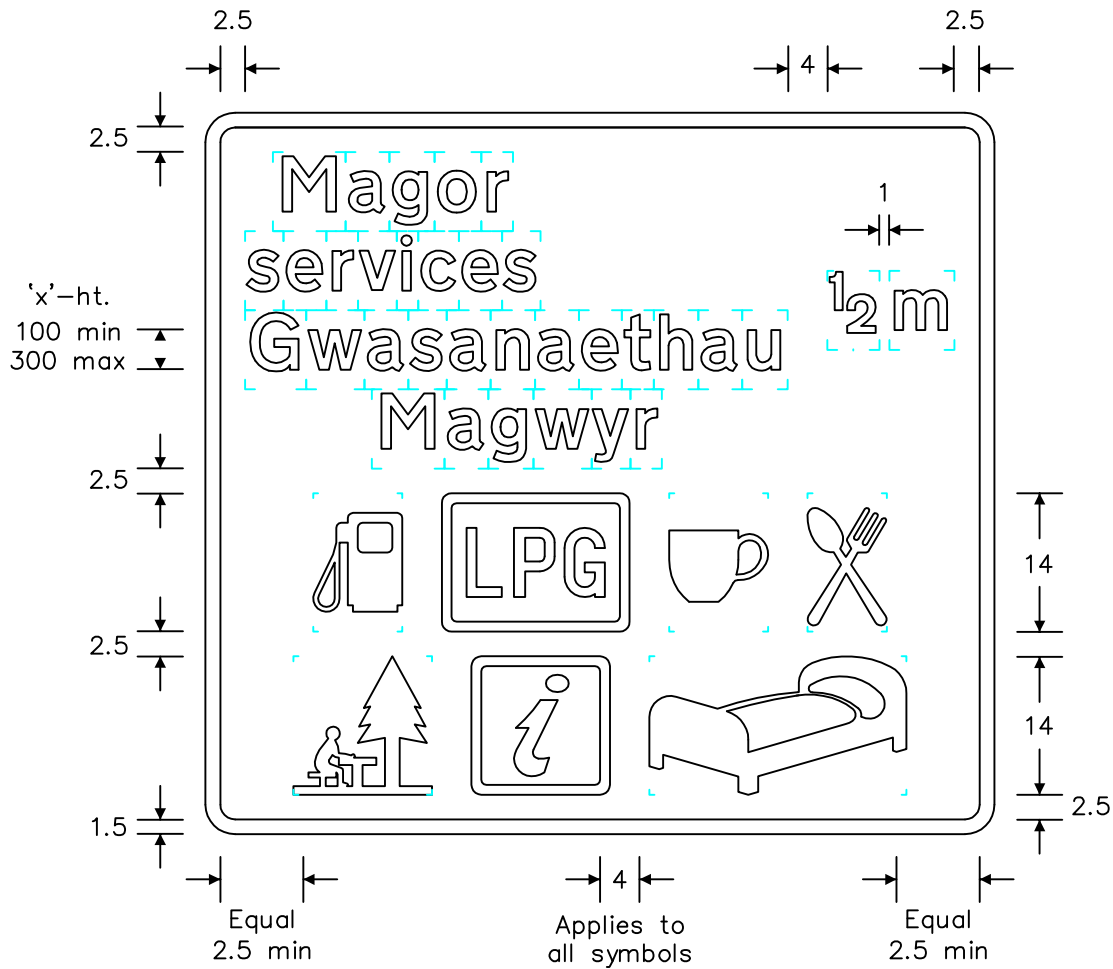 2.5 2.5
4
2.5
Magor
1
services
½ m
'x'-ht.
100 min
300 max
Gwasanaethau
Magwyr
2.5
LPG
14
2.5
i
14
1.5
2.5
4
Equal
2.5 min
Applies to
all symbols
Equal
2.5 min